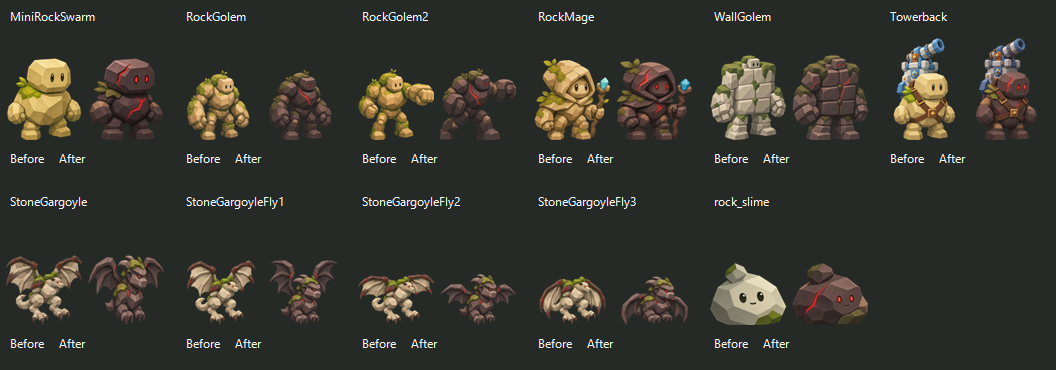 MiniRockSwarm RockGolem RockGolem2 RockMage WallGolem Towerback
Before After Before After Before After Before After Before After Before After
StoneGargoyle StoneGargoyleFly1 StoneGargoyleFly2 StoneGargoyleFly3 rock_slime
Before After Before After Before After Before After Before After